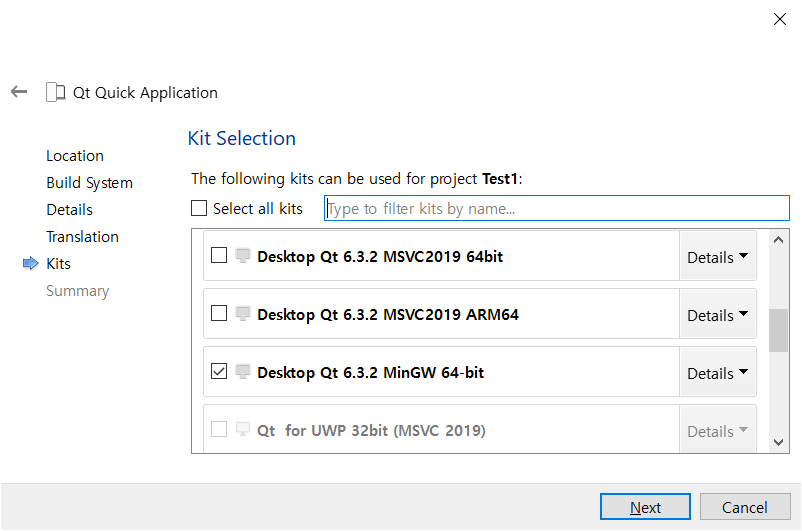 Qt Quick Application
Kit Selection
Location
Build System
Details
Translation
Kits
Summary
The following kits can be used for project Test1:
Select all kits
Type to filter kits by name...
Desktop Qt 6.3.2 MSVC2019 64bit
Details
Desktop Qt 6.3.2 MSVC2019 ARM64
Details
Desktop Qt 6.3.2 MinGW 64-bit
Details
Qt  for UWP 32bit (MSVC 2019)
Details
Next
Cancel